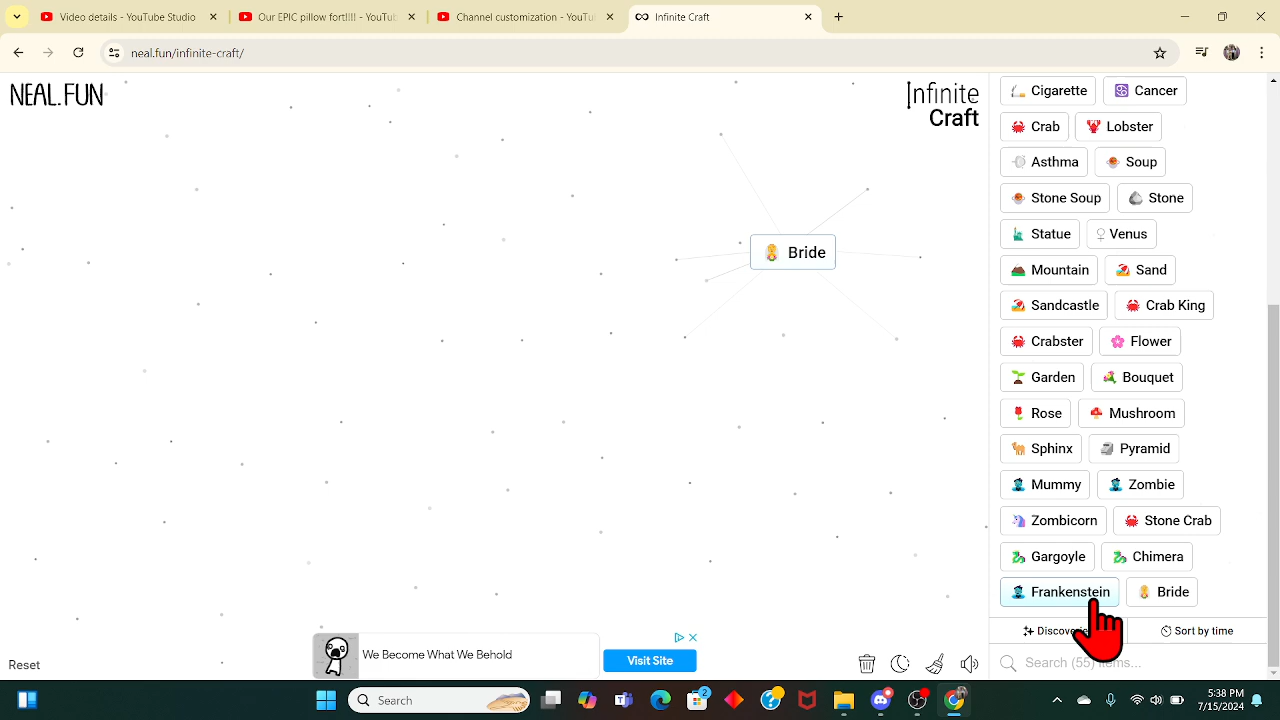 Video details - YouTube Studio
Our EPIC pillow fort!!!! - YouTub
Channel customization - YouTu
Infinite Craft
neal.fun/infinite-craft/
NEAL.FUN
Infinite
Craft
Bride
Cigarette
Cancer
Crab
Lobster
Asthma
Soup
Stone Soup
Stone
Statue
Venus
Mountain
Sand
Sandcastle
Crab King
Crabster
Flower
Garden
Bouquet
Rose
Mushroom
Sphinx
Pyramid
Mummy
Zombie
Zombicorn
Stone Crab
Gargoyle
Chimera
Frankenstein
Bride
Discoverie
Sort by time
Search (55) items...
Reset
We Become What We Behold
Visit Site
Search
2
5:38 PM
7/15/2024